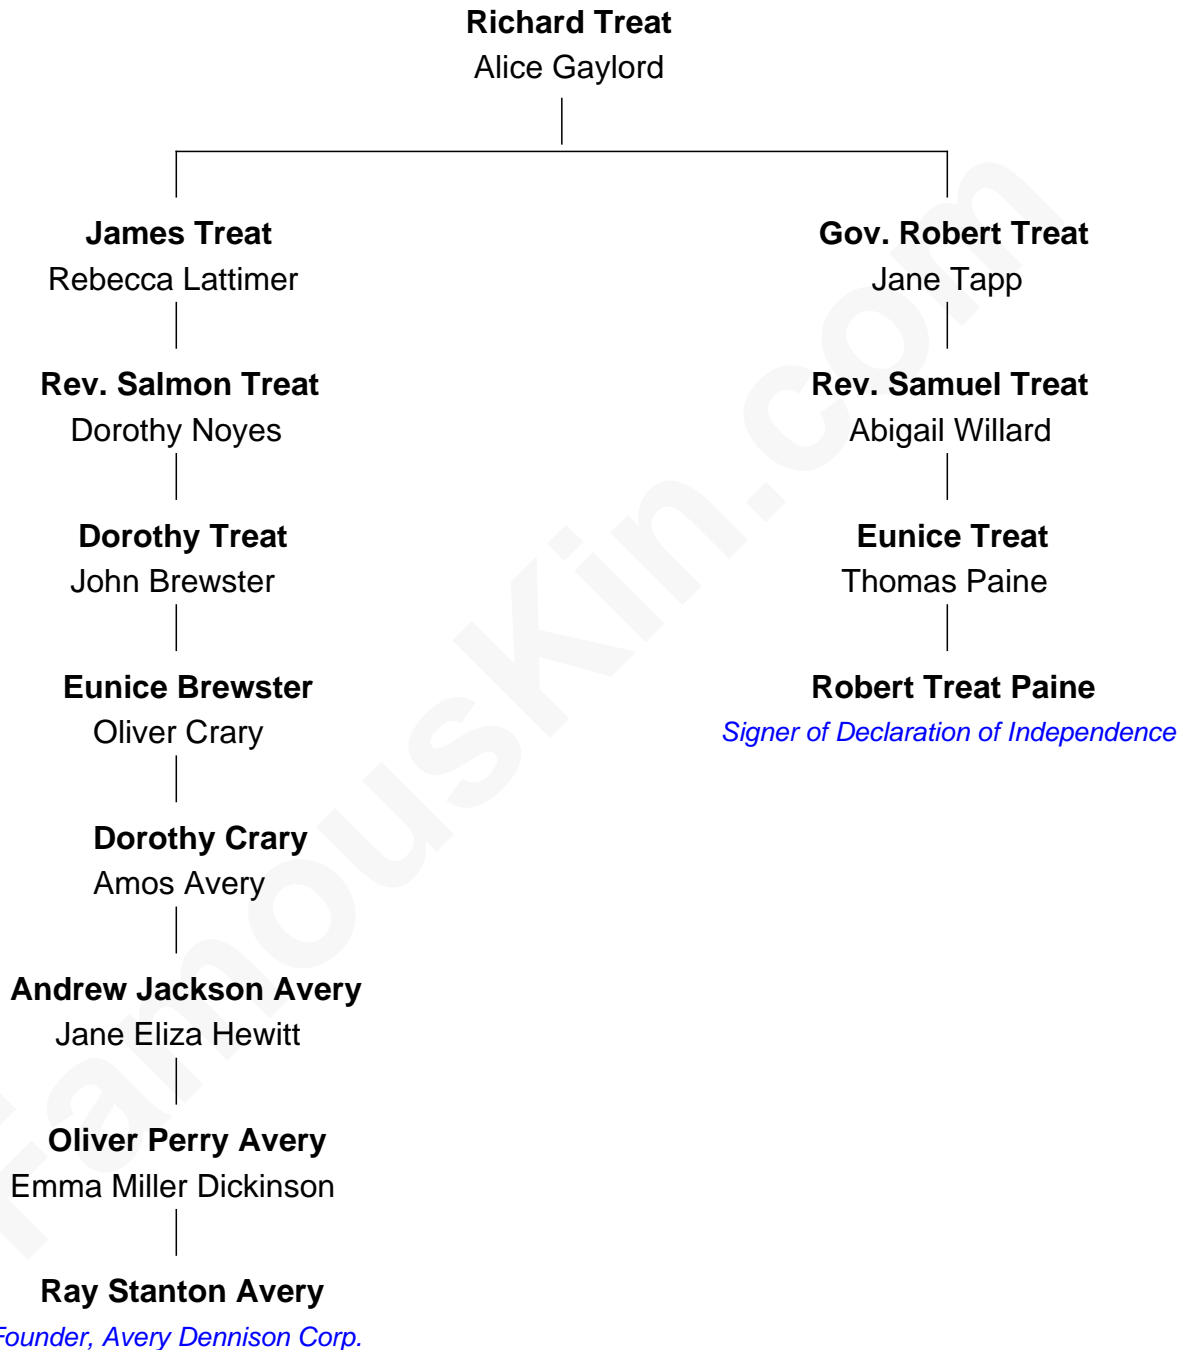 Richard Treat
Alice Gaylord
James Treat
Rebecca Lattimer
Gov. Robert Treat
Jane Tapp
Rev. Salmon Treat
Dorothy Noyes
Rev. Samuel Treat
Abigail Willard
Dorothy Treat
John Brewster
Eunice Treat
Thomas Paine
Eunice Brewster
Oliver Crary
Robert Treat Paine
Signer of Declaration of Independence
Dorothy Crary
Amos Avery
Andrew Jackson Avery
Jane Eliza Hewitt
Oliver Perry Avery
Emma Miller Dickinson
Ray Stanton Avery
Founder, Avery Dennison Corp.
FamousKin.com